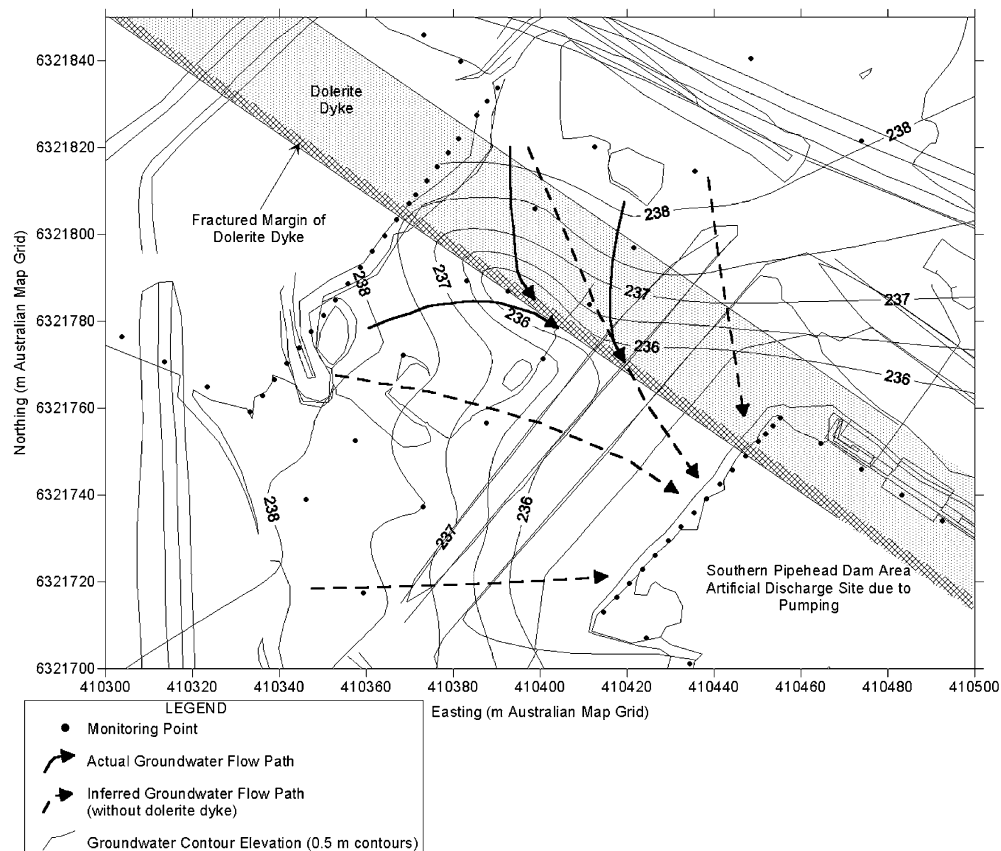 6321840
6321820
6321800
6321780
6321760
6321740
6321720
6321700
Northing (m Australian Map Grid)
Dolerite
Dyke
Fractured Margin of
Dolerite Dyke
238
238
237
237
236
236
236
238
237
238
237
236
Southern Pipehead Dam Area
Artificial Discharge Site due to
Pumping
410300 410320 410340 410360 410380 410400 410420 410440 410460 410480 410500
Easting (m Australian Map Grid)
LEGEND
Monitoring Point
Actual Groundwater Flow Path
Inferred Groundwater Flow Path
(without dolerite dyke)
Groundwater Contour Elevation (0.5 m contours)